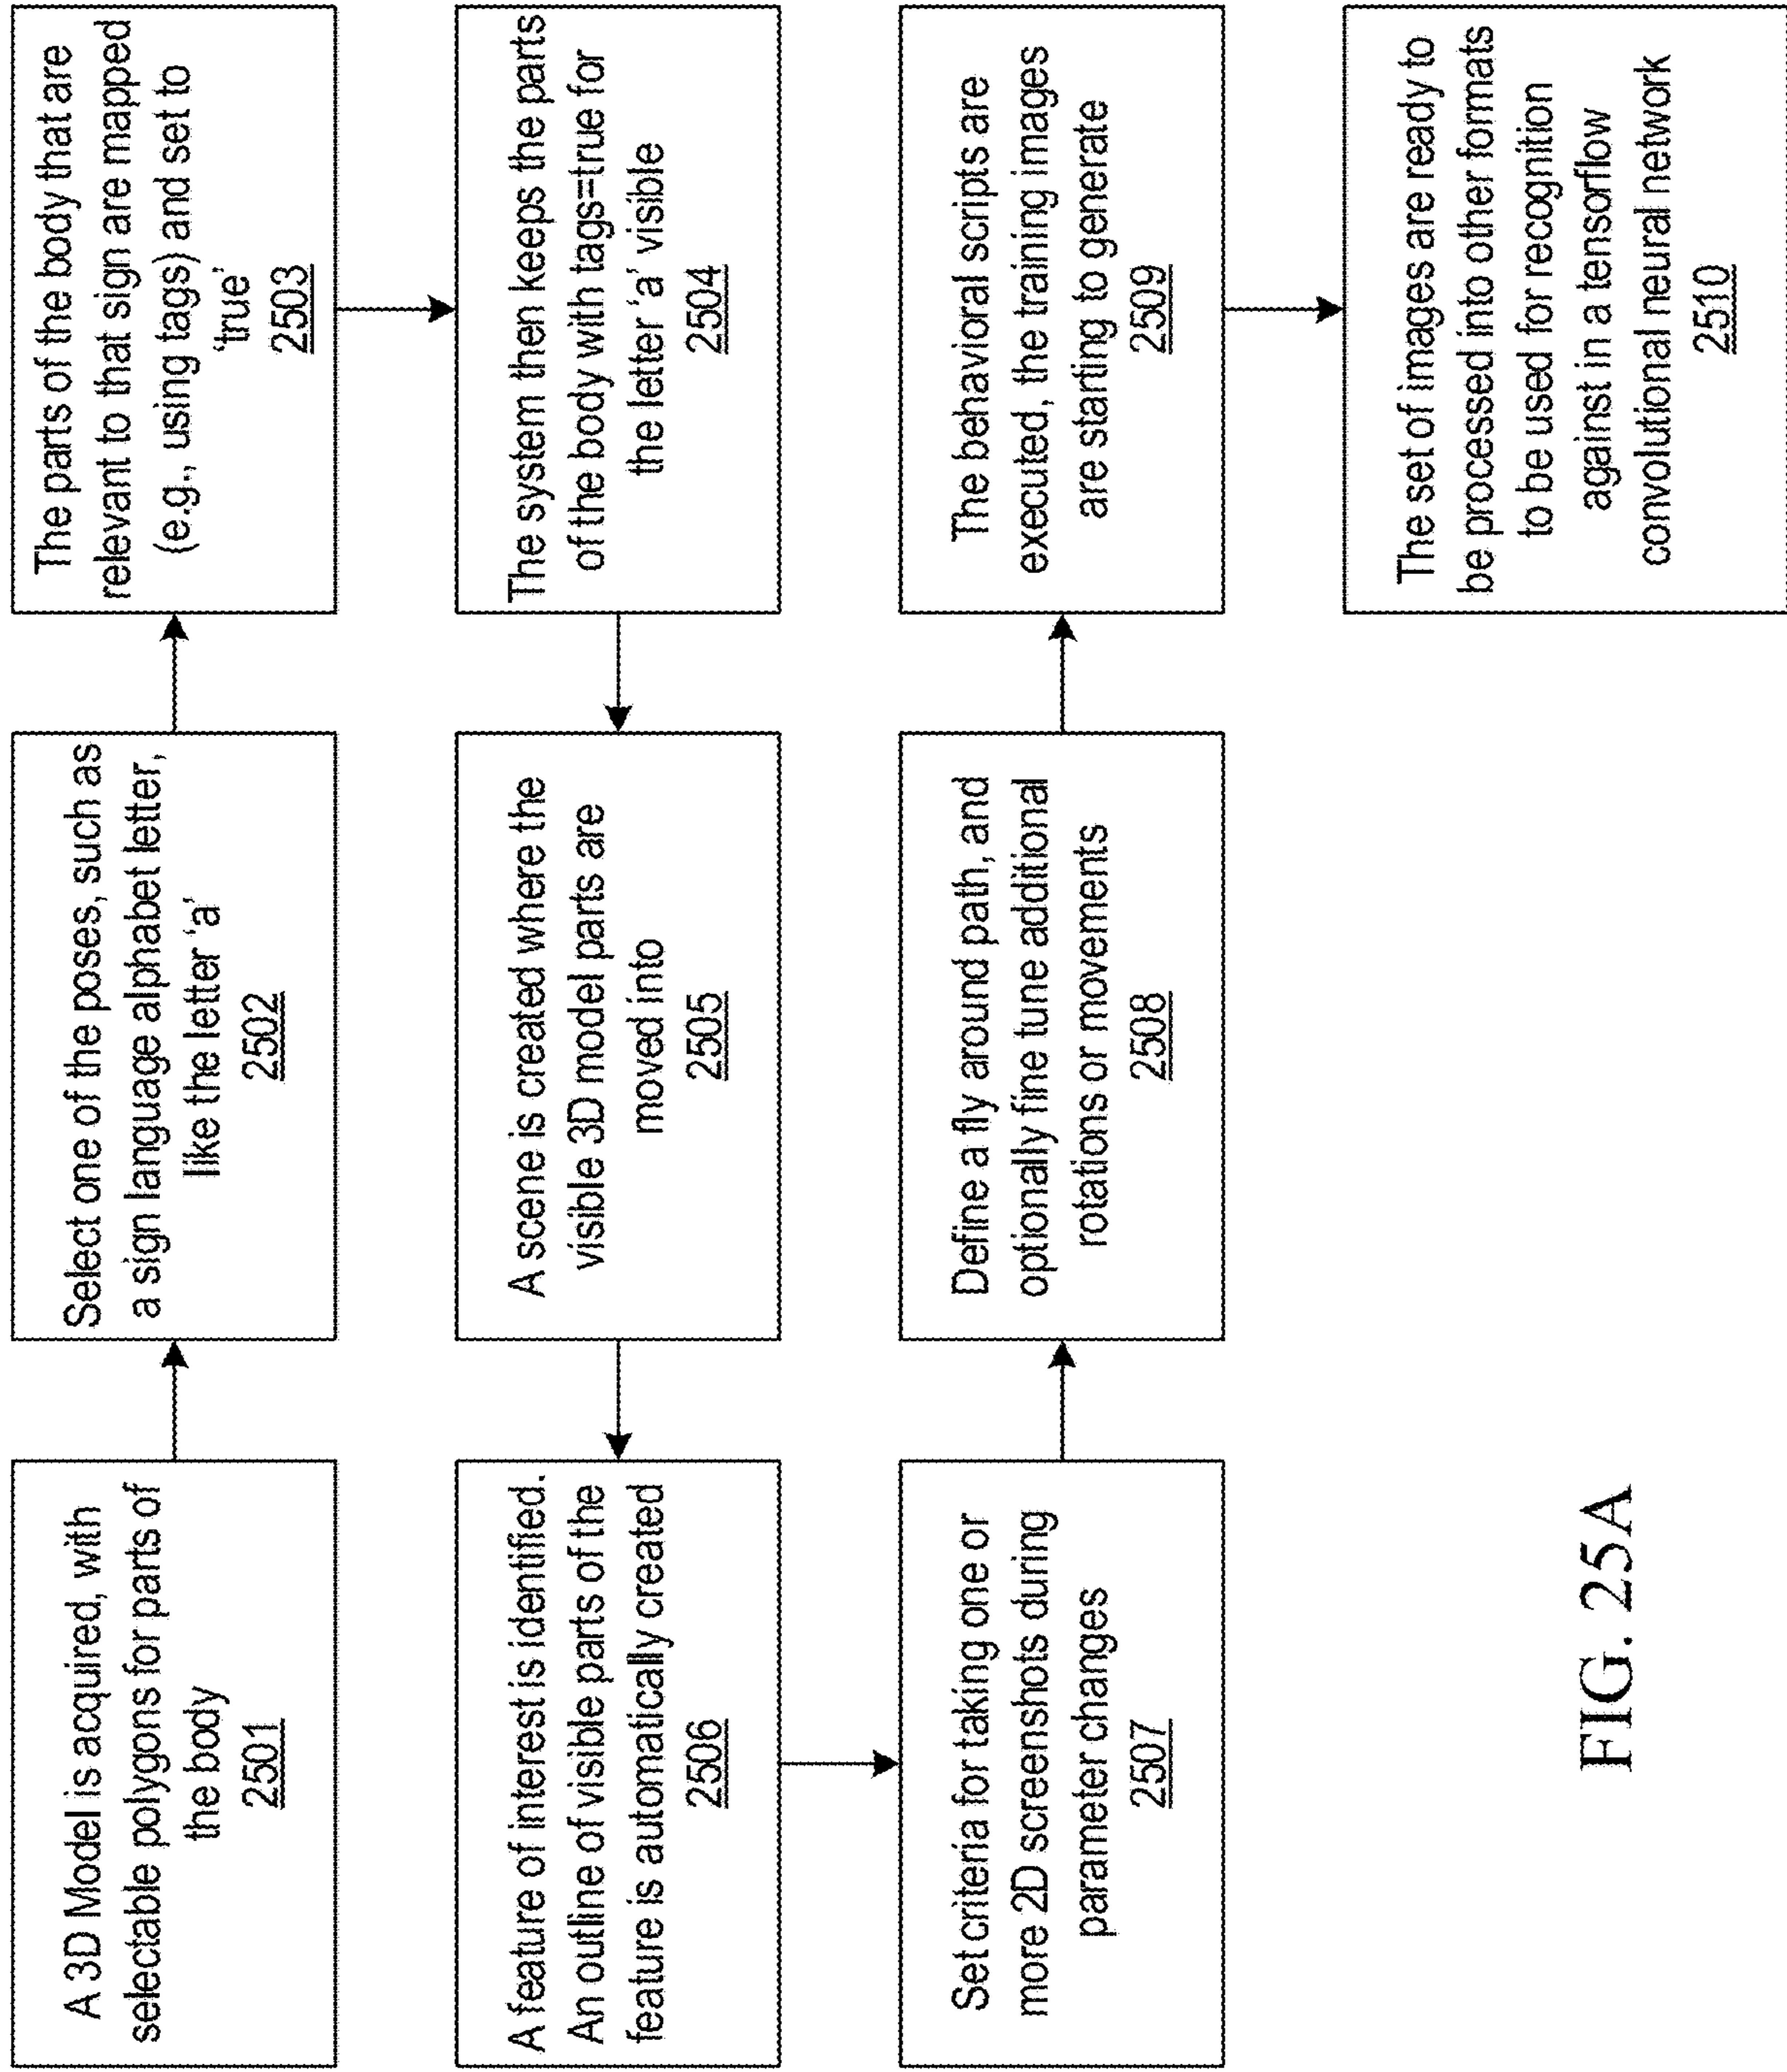 A 3D Model is acquired, with
selectable polygons for parts of
the body
2501
Select one of the poses, such as
a sign language alphabet letter,
like the letter ‘a’
2502
The parts of the body that are
relevant to that sign are mapped
(e.g., using tags) and set to
‘true’
2503
The system then keeps the parts
of the body with tags=true for
the letter ‘a’ visible
2504
A scene is created where the
visible 3D model parts are
moved into
2505
A feature of interest is identified.
An outline of visible parts of the
feature is automatically created
2506
Set criteria for taking one or
more 2D screenshots during
parameter changes
2507
Define a fly around path, and
optionally fine tune additional
rotations or movements
2508
The behavioral scripts are
executed, the training images
are starting to generate
2509
The set of images are ready to
be processed into other formats
to be used for recognition
against in a tensorflow
convolutional neural network
2510
FIG. 25A